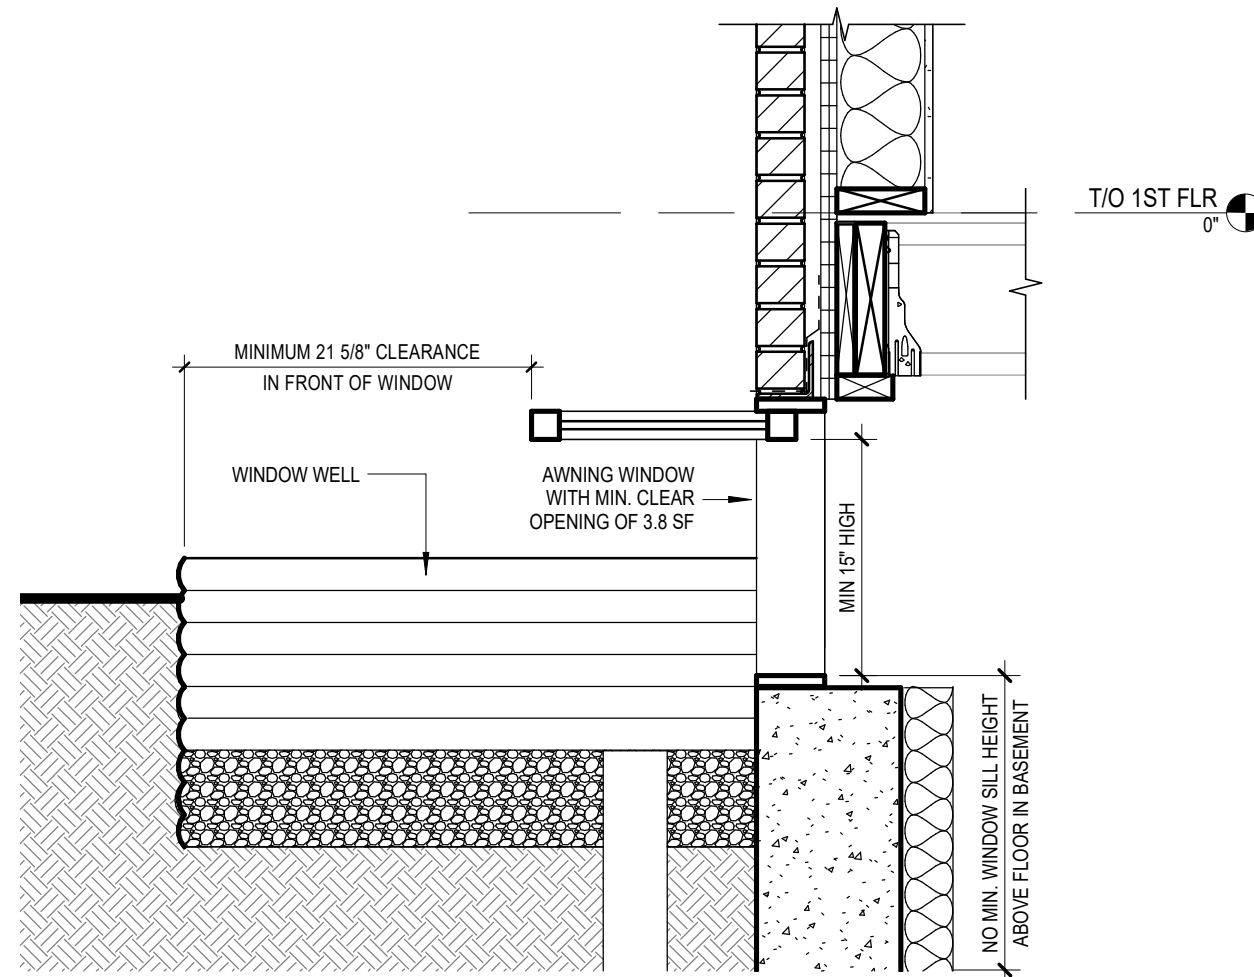 T/O 1ST FLR
0"
MINIMUM 21 5/8" CLEARANCE
IN FRONT OF WINDOW
WINDOW WELL
AWNING WINDOW
WITH MIN. CLEAR
OPENING OF 3.8 SF
MIN 15" HIGH
NO MIN. WINDOW SILL HEIGHT
ABOVE FLOOR IN BASEMENT